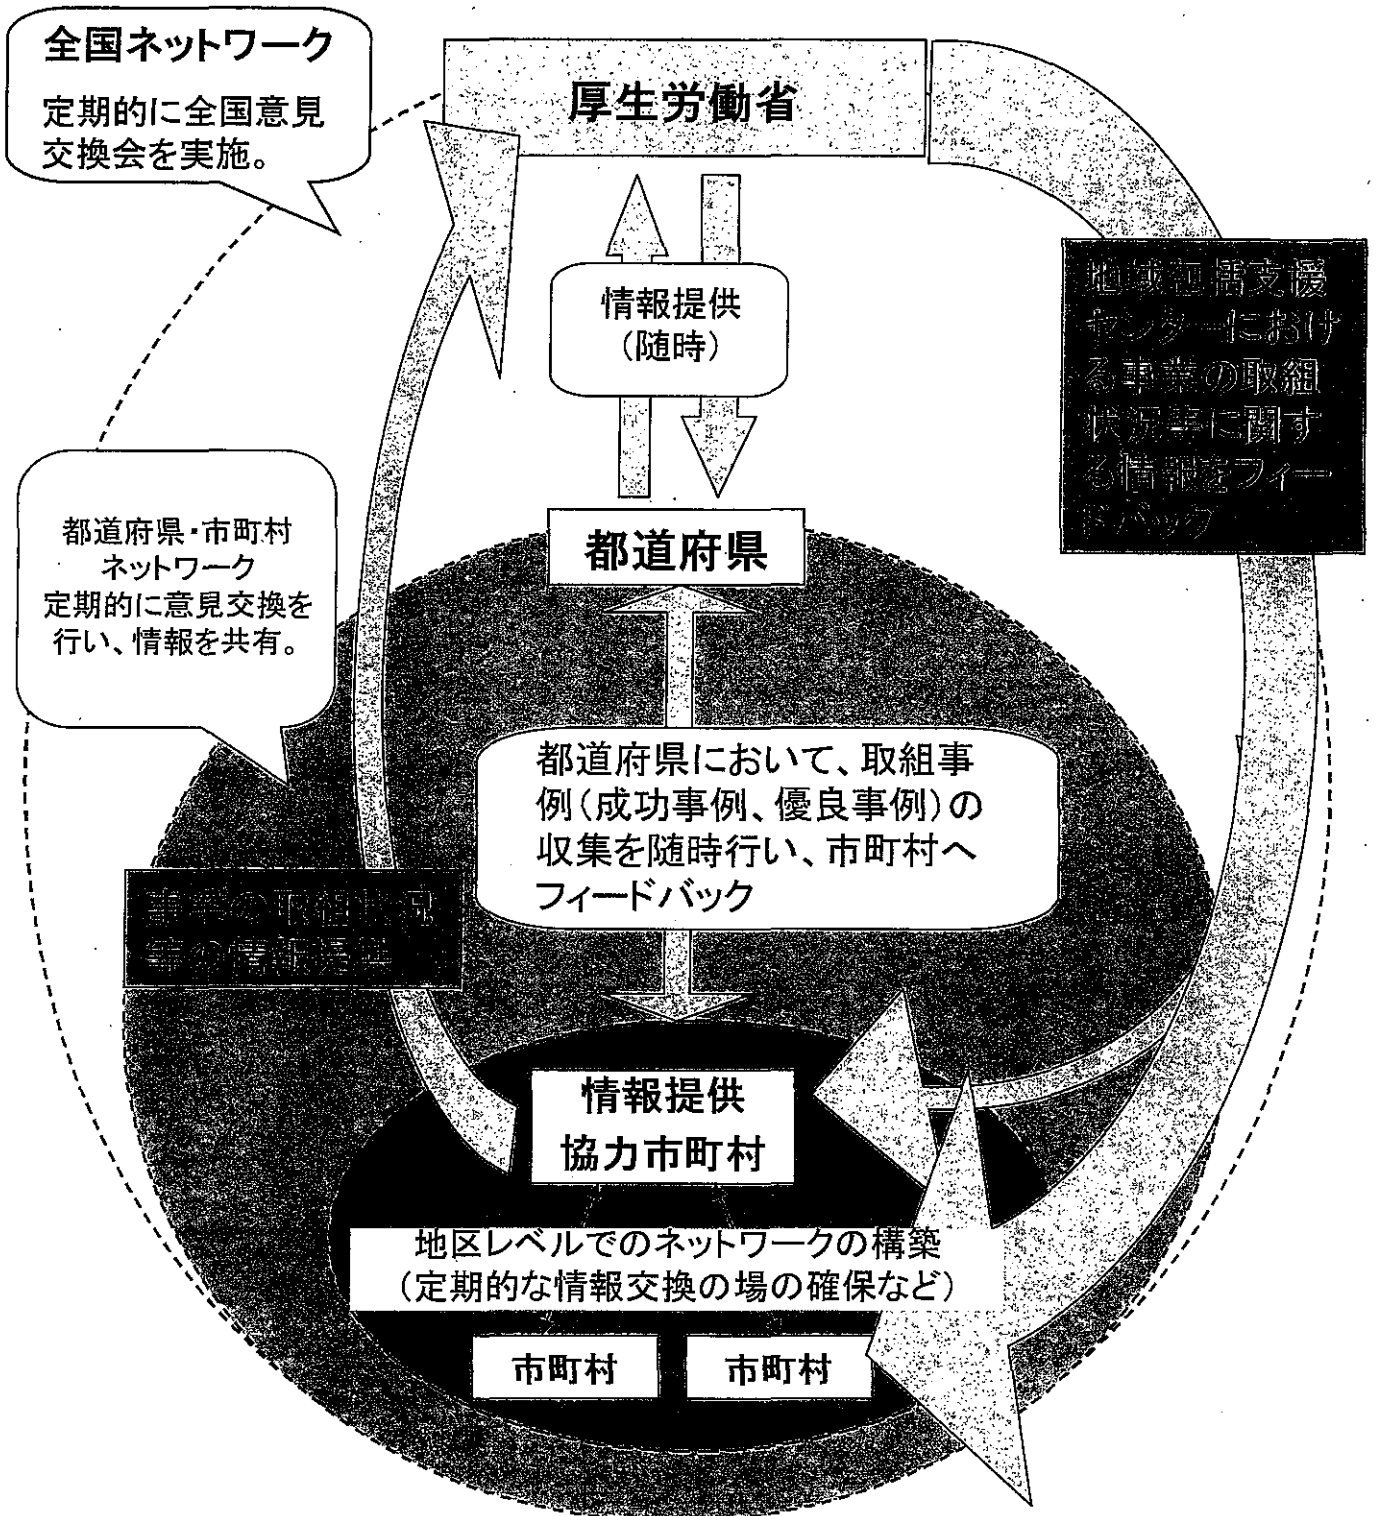 全国ネットワーク
定期的に全国意見
交換会を実施。
厚生労働省
情報提供
（随時）
地域包括支援
センターにおけ
る事業の取組
状況等に関す
る情報をフィー
ドバック
都道府県・市町村
ネットワーク
定期的に意見交換を
行い、情報を共有。
都道府県
都道府県において、取組事
例（成功事例、優良事例）の
収集を随時行い、市町村へ
フィードバック
事業の取組状況
等の情報提供
情報提供
協力市町村
地区レベルでのネットワークの構築
（定期的な情報交換の場の確保など）
市町村
市町村